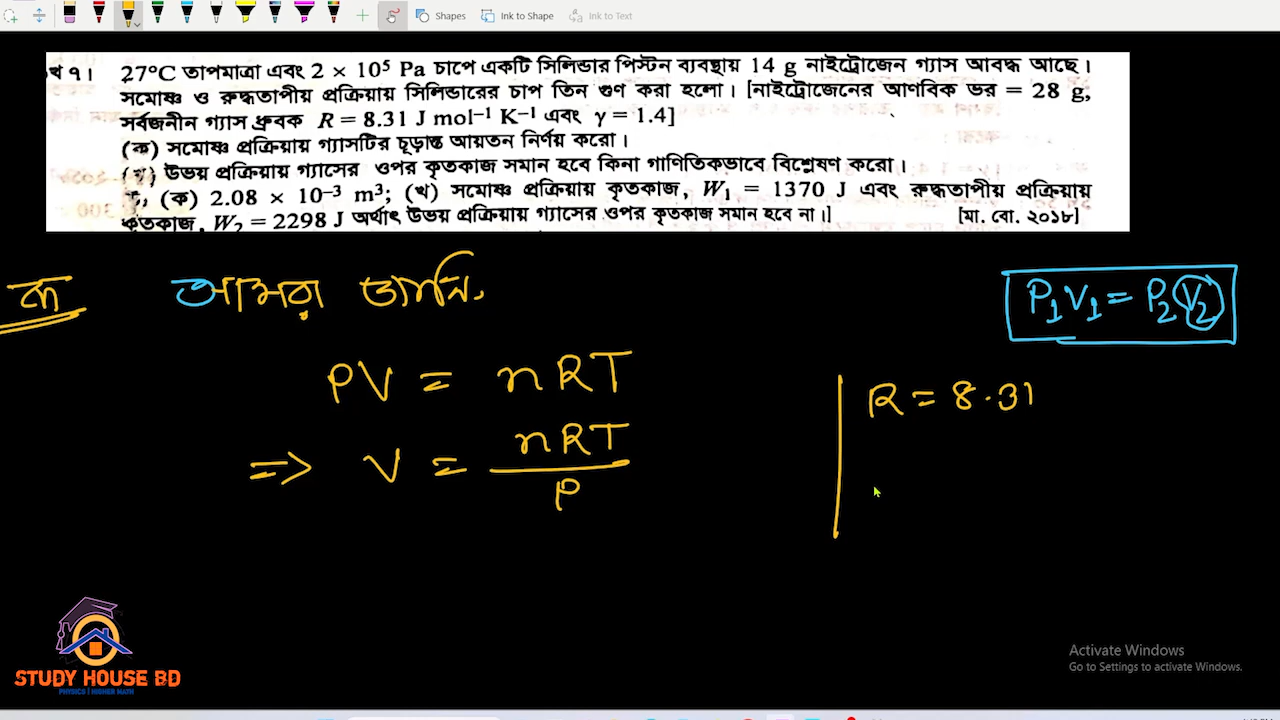 Shapes Ink to Shape Ink to Text
খ ৭। 27°C তাপমাত্রা এবং 2 × 10⁵ Pa চাপে একটি সিলিন্ডার পিস্টন ব্যবস্থায় 14 g নাইট্রোজেন গ্যাস আবদ্ধ আছে।
সমোষ্ণ ও রুদ্ধতাপীয় প্রক্রিয়ায় সিলিন্ডারের চাপ তিন গুণ করা হলো। [নাইট্রোজেনের আণবিক ভর = 28 g,
সর্বজনীন গ্যাস ধ্রুবক R = 8.31 J mol⁻¹ K⁻¹ এবং γ = 1.4]
(ক) সমোষ্ণ প্রক্রিয়ায় গ্যাসটির চূড়ান্ত আয়তন নির্ণয় করো।
(খ) উভয় প্রক্রিয়ায় গ্যাসের ওপর কৃতকাজ সমান হবে কিনা গাণিতিকভাবে বিশ্লেষণ করো।
(ক) 2.08 × 10⁻³ m³; (খ) সমোষ্ণ প্রক্রিয়ায় কৃতকাজ, W₁ = 1370 J এবং রুদ্ধতাপীয় প্রক্রিয়ায়
কৃতকাজ, W₂ = 2298 J অর্থাৎ উভয় প্রক্রিয়ায় গ্যাসের ওপর কৃতকাজ সমান হবে না।] [মা. বো. ২০১৮]
ক আমরা জানি,
P₁V₁ = P₂V₂
PV = nRT
R = 8.31
=> V = nRT / P
STUDY HOUSE BD
PHYSICS | HIGHER MATH
Activate Windows
Go to Settings to activate Windows.